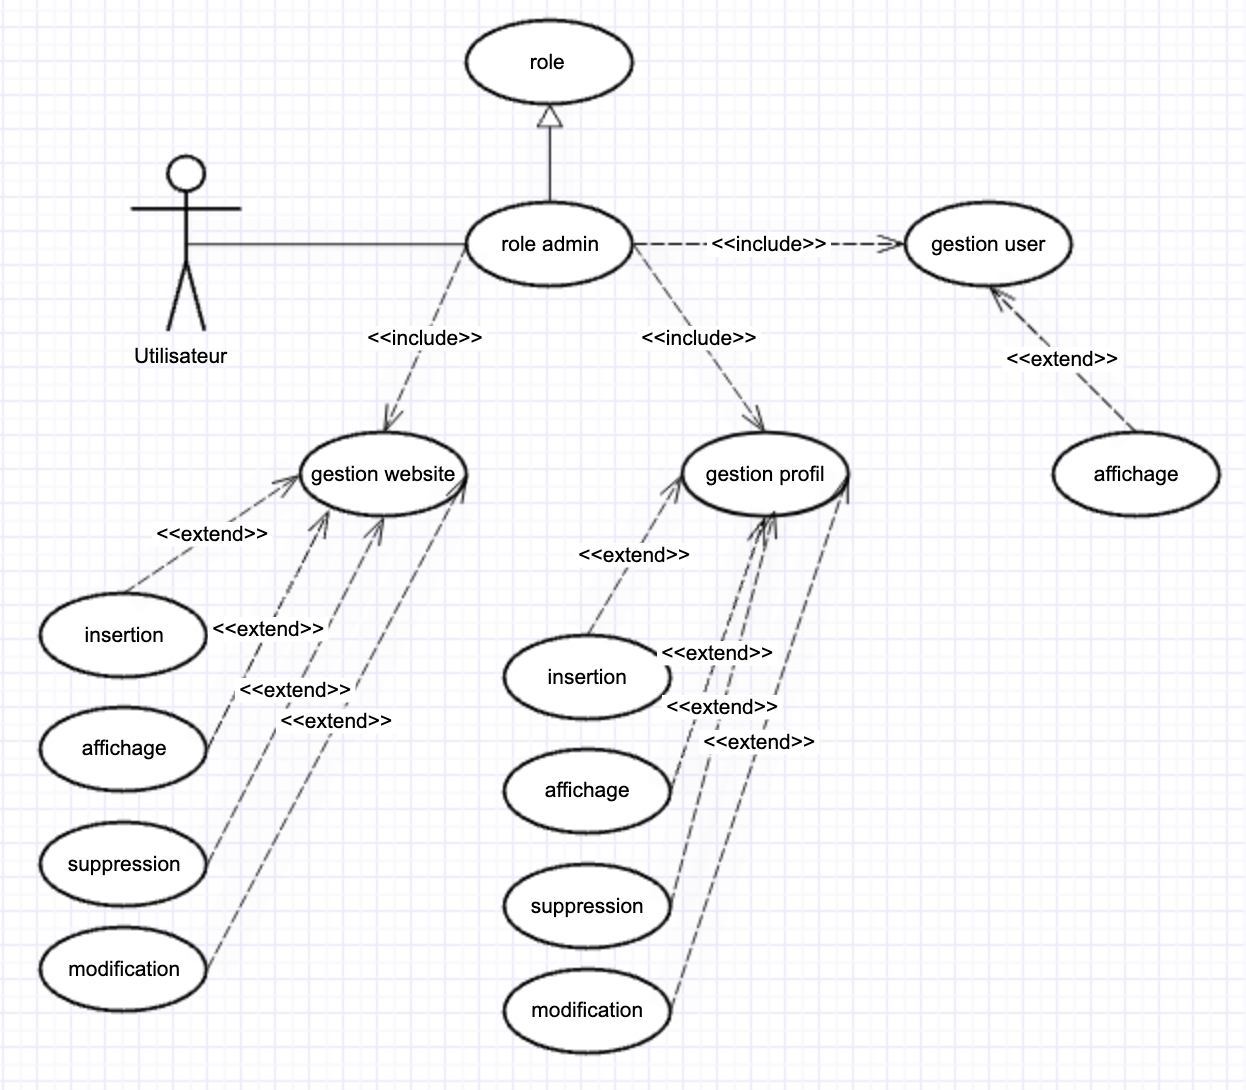 role
role admin
<<include>>
gestion user
Utilisateur
<<include>>
<<include>>
<<extend>>
gestion website
gestion profil
affichage
<<extend>>
<<extend>>
insertion
<<extend>>
<<extend>>
insertion
<<extend>>
<<extend>>
<<extend>>
<<extend>>
affichage
affichage
suppression
suppression
modification
modification